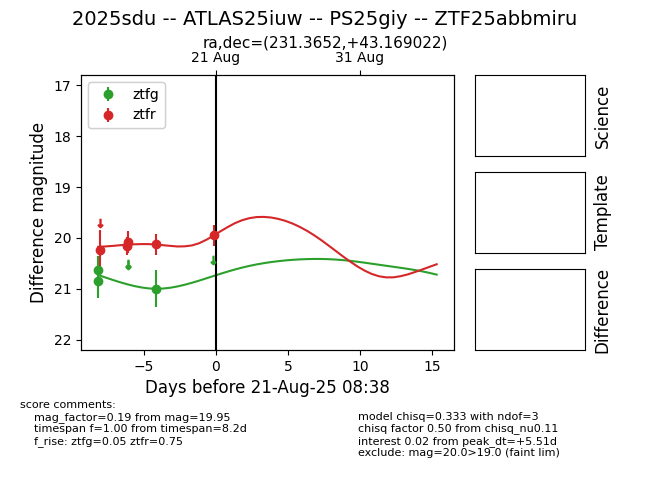 2025sdu -- ATLAS25iuw -- PS25giy -- ZTF25abbmiru
ra,dec=(231.3652,+43.169022)
21 Aug
31 Aug
ztfg
ztfr
Difference magnitude
17
18
19
20
21
22
−5
0
5
10
15
Days before 21-Aug-25 08:38
Science
Template
Difference
score comments:
mag_factor=0.19 from mag=19.95
timespan f=1.00 from timespan=8.2d
f_rise: ztfg=0.05 ztfr=0.75
model chisq=0.333 with ndof=3
chisq factor 0.50 from chisq_nu0.11
interest 0.02 from peak_dt=+5.51d
exclude: mag=20.0>19.0 (faint lim)